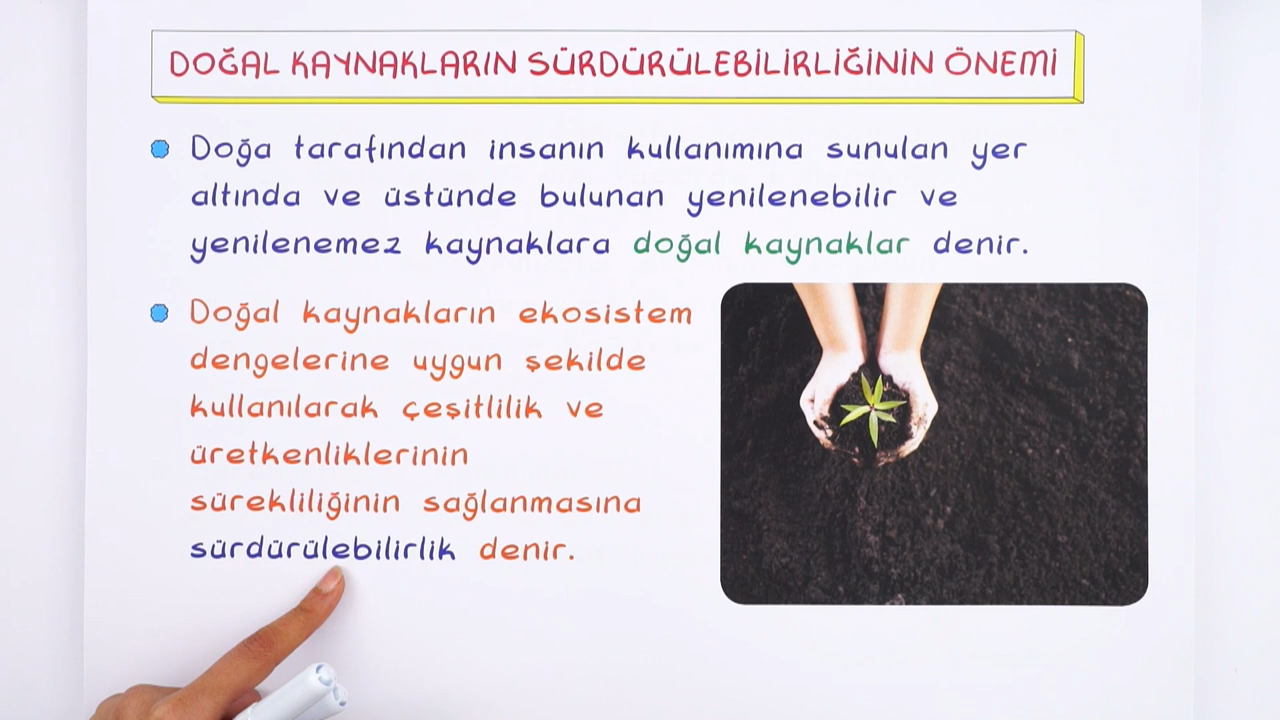 DOĞAL KAYNAKLARIN SÜRDÜRÜLEBİLİRLİĞİNİN ÖNEMİ
Doğa tarafından insanın kullanımına sunulan yer
altında ve üstünde bulunan yenilenebilir ve
yenilenemez kaynaklara doğal kaynaklar denir.
Doğal kaynakların ekosistem
dengelerine uygun şekilde
kullanılarak çeşitlilik ve
üretkenliklerinin
sürekliliğinin sağlanmasına
sürdürülebilirlik denir.